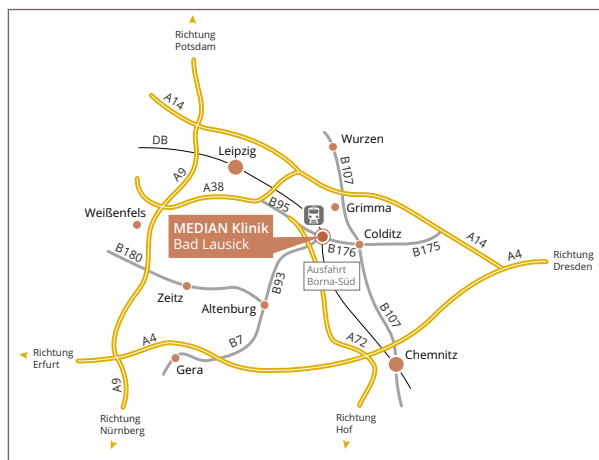 Richtung
Potsdam
A9
A14
Wurzen
DB
Leipzig
B107
A9
A38
B95
Grimma
Weißenfels
MEDIAN Klinik
Bad Lausick
Colditz
B176
B175
A14
A4
Richtung
Dresden
B180
Ausfahrt
Borna-Süd
B93
Zeitz
Altenburg
B107
A4
B7
A72
Richtung
Erfurt
Gera
Chemnitz
A9
Richtung
Nürnberg
Richtung
Hof